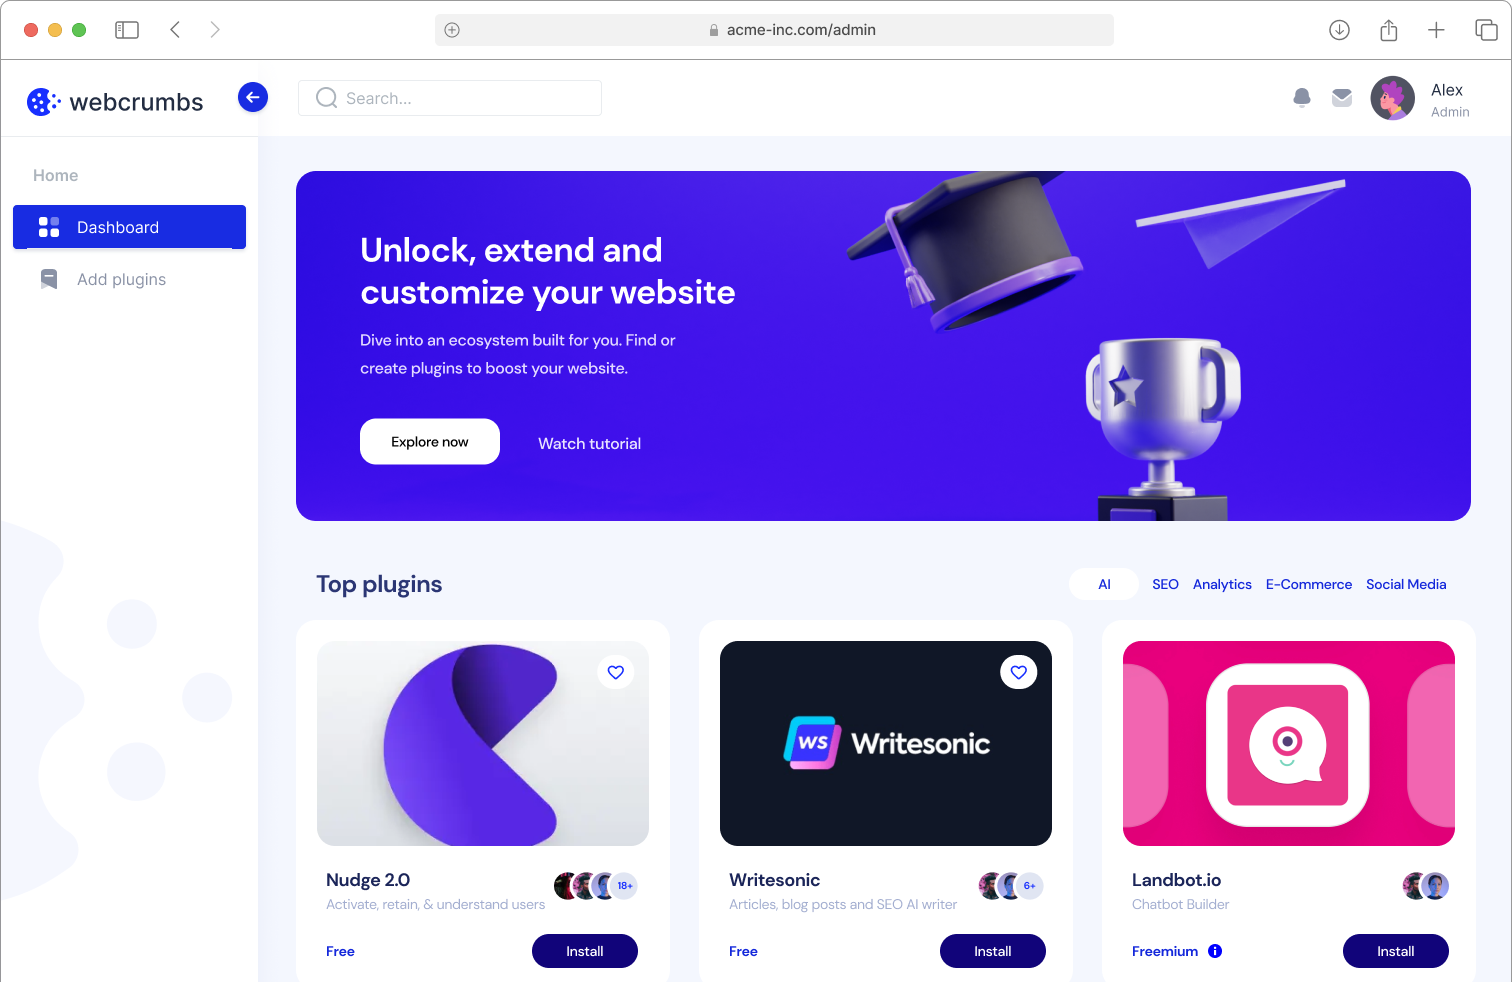 acme-inc.com/admin
webcrumbs
Search...
Alex
Admin
Home
Dashboard
Add plugins
Unlock, extend and
customize your website
Dive into an ecosystem built for you. Find or
create plugins to boost your website.
Explore now
Watch tutorial
Top plugins
AI
SEO
Analytics
E-Commerce
Social Media
WS
Writesonic
Nudge 2.0
18+
Activate, retain, & understand users
Free
Install
Writesonic
6+
Articles, blog posts and SEO AI writer
Free
Install
Landbot.io
Chatbot Builder
Freemium
Install